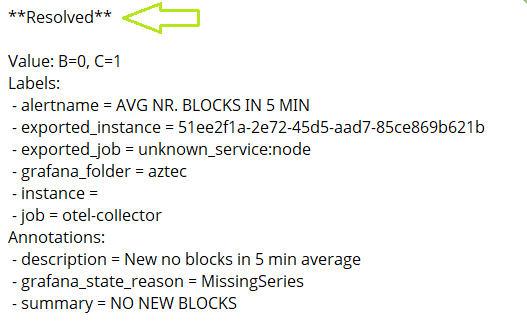 **Resolved**
Value: B=0, C=1
Labels:
- alertname = AVG NR. BLOCKS IN 5 MIN
- exported_instance = 51ee2f1a-2e72-45d5-aad7-85ce869b621b
- exported_job = unknown_service:node
- grafana_folder = aztec
- instance =
- job = otel-collector
Annotations:
- description = New no blocks in 5 min average
- grafana_state_reason = MissingSeries
- summary = NO NEW BLOCKS